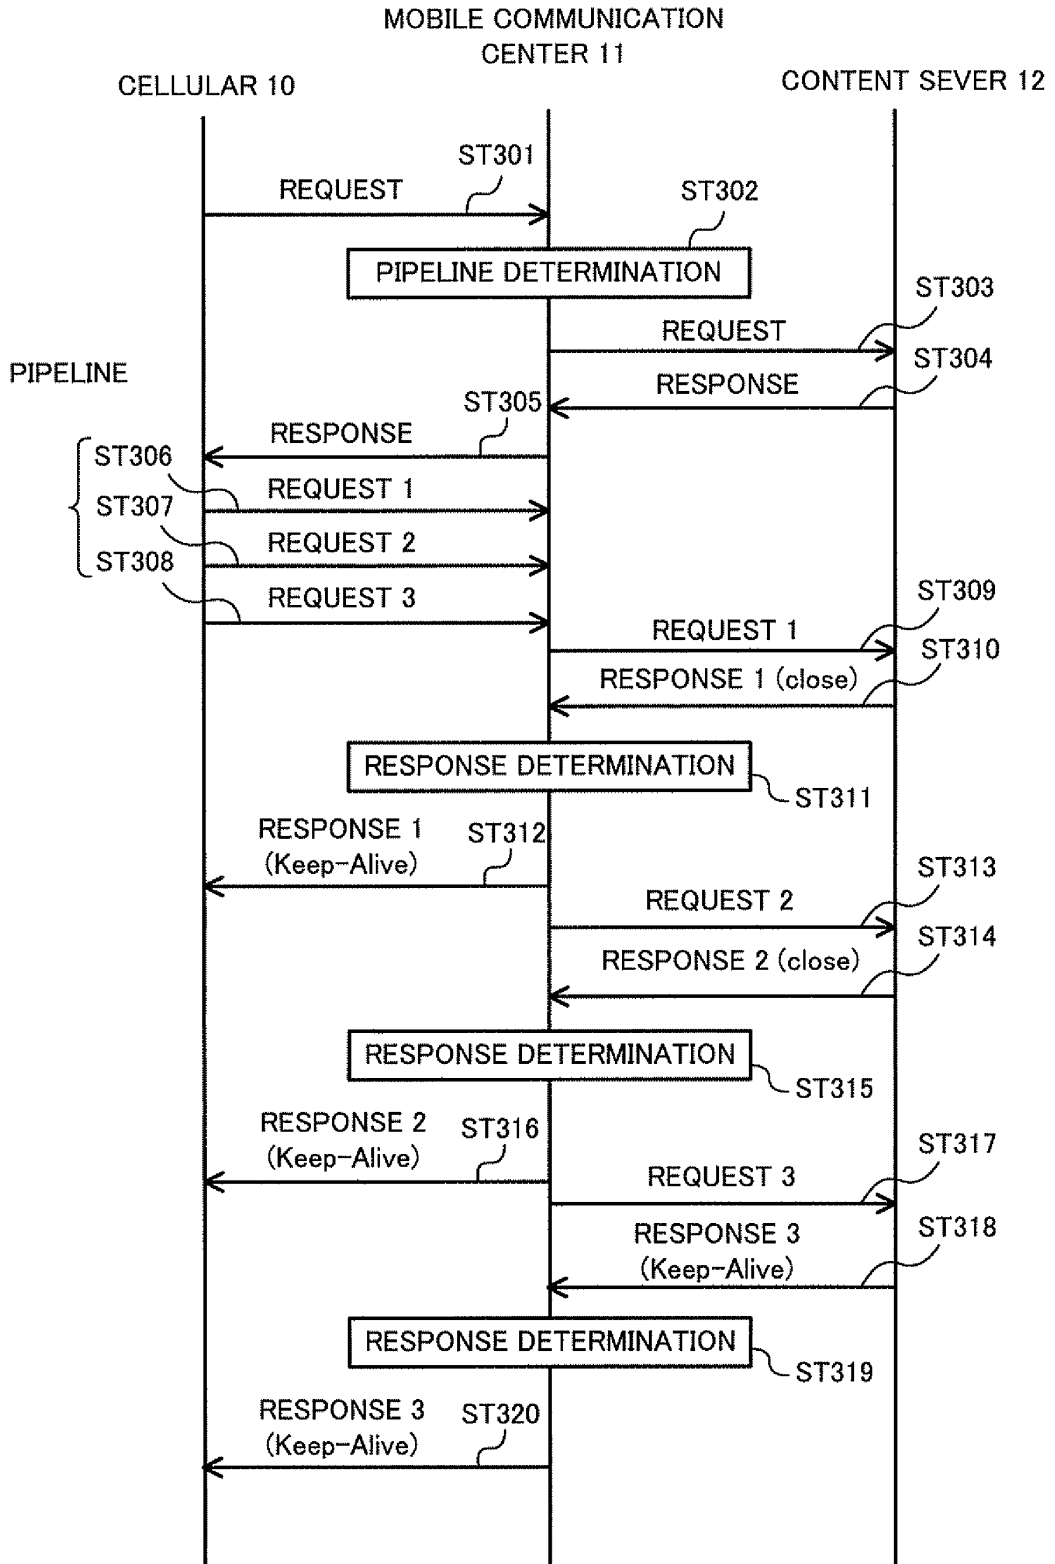 MOBILE COMMUNICATION
CENTER 11
CELLULAR 10
CONTENT SEVER 12
ST301
REQUEST
ST302
PIPELINE DETERMINATION
ST303
REQUEST
ST304
RESPONSE
PIPELINE
ST305
RESPONSE
ST306
REQUEST 1
ST307
REQUEST 2
ST308
REQUEST 3
ST309
REQUEST 1
ST310
RESPONSE 1 (close)
RESPONSE DETERMINATION
ST311
RESPONSE 1
(Keep-Alive)
ST312
ST313
REQUEST 2
ST314
RESPONSE 2 (close)
RESPONSE DETERMINATION
ST315
RESPONSE 2
(Keep-Alive)
ST316
ST317
REQUEST 3
ST318
RESPONSE 3
(Keep-Alive)
RESPONSE DETERMINATION
ST319
RESPONSE 3
(Keep-Alive)
ST320